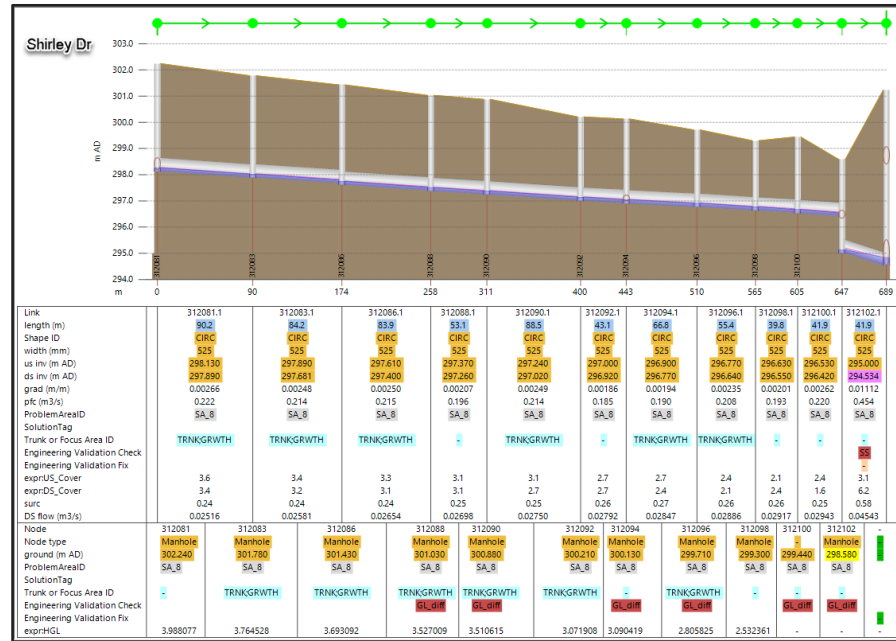 Shirley Dr
303.0
302.0
301.0
300.0
299.0
298.0
297.0
296.0
295.0
294.0
m AD
312081 312083 312086 312088 312090 312092 312094 312096 312098 312100
m 0 90 174 258 311 400 443 510 565 605 647 689
Link 312081.1 312083.1 312086.1 312088.1 312090.1 312092.1 312094.1 312096.1 312098.1 312100.1 312102.1
length (m) 90.2 84.2 83.9 53.1 88.5 43.1 66.8 55.4 39.8 41.9 41.9
Shape ID CIRC CIRC CIRC CIRC CIRC CIRC CIRC CIRC CIRC CIRC CIRC
width (mm) 525 525 525 525 525 525 525 525 525 525 525
us inv (m AD) 298.130 297.890 297.610 297.370 297.240 297.000 296.900 296.770 296.630 296.530 295.000
ds inv (m AD) 297.890 297.681 297.400 297.260 297.020 296.920 296.770 296.640 296.550 296.420 294.534
grad (m/m) 0.00266 0.00248 0.00250 0.00207 0.00249 0.00186 0.00194 0.00235 0.00201 0.00262 0.01112
pfc (m3/s) 0.222 0.214 0.215 0.196 0.214 0.185 0.190 0.208 0.193 0.220 0.454
ProblemAreaID SA_8 SA_8 SA_8 SA_8 SA_8 SA_8 SA_8 SA_8 SA_8
SolutionTag
Trunk or Focus Area ID TRNK;GRWTH TRNK;GRWTH TRNK;GRWTH - TRNK;GRWTH - TRNK;GRWTH TRNK;GRWTH - - -
Engineering Validation Check SS
Engineering Validation Fix -
expr:US_Cover 3.6 3.4 3.3 3.1 3.1 2.7 2.7 2.4 2.1 2.4 3.1
expr:DS_Cover 3.4 3.2 3.1 3.1 2.7 2.7 2.4 2.1 2.4 1.6 6.2
surc 0.24 0.24 0.24 0.25 0.25 0.26 0.27 0.26 0.26 0.25 0.58
DS flow (m3/s) 0.02516 0.02581 0.02654 0.02698 0.02750 0.02792 0.02847 0.02886 0.02917 0.02943 0.04543
Node 312081 312083 312086 312088 312090 312092 312094 312096 312098 312100 312102 -
Node type Manhole Manhole Manhole Manhole Manhole Manhole Manhole Manhole Manhole - Manhole
ground (m AD) 302.240 301.780 301.430 301.030 300.880 300.210 300.130 299.710 299.300 299.440 298.580
ProblemAreaID SA_8 SA_8 SA_8 SA_8 SA_8 SA_8 SA_8 SA_8 SA_8 SA_8 SA_8
SolutionTag
Trunk or Focus Area ID - TRNK;GRWTH TRNK;GRWTH TRNK;GRWTH TRNK;GRWTH TRNK;GRWTH - TRNK;GRWTH - - -
Engineering Validation Check GL_diff GL_diff GL_diff GL_diff GL_diff GL_diff
Engineering Validation Fix
expr:HGL 3.988077 3.764528 3.693092 3.527009 3.510615 3.071908 3.090419 2.805825 2.532361 - -